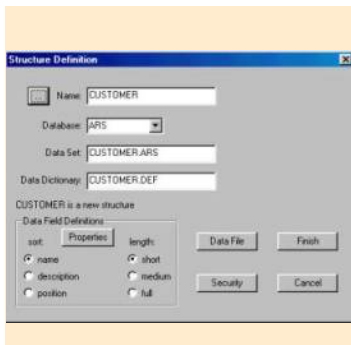 Structure Definition
Name: CUSTOMER
Database: ARS
Data Set: CUSTOMER.ARS
Data Dictionary: CUSTOMER.DEF
CUSTOMER is a new structure
Data Field Definitions
sort: Properties length:
name short
description medium
position full
Data File Finish
Security Cancel